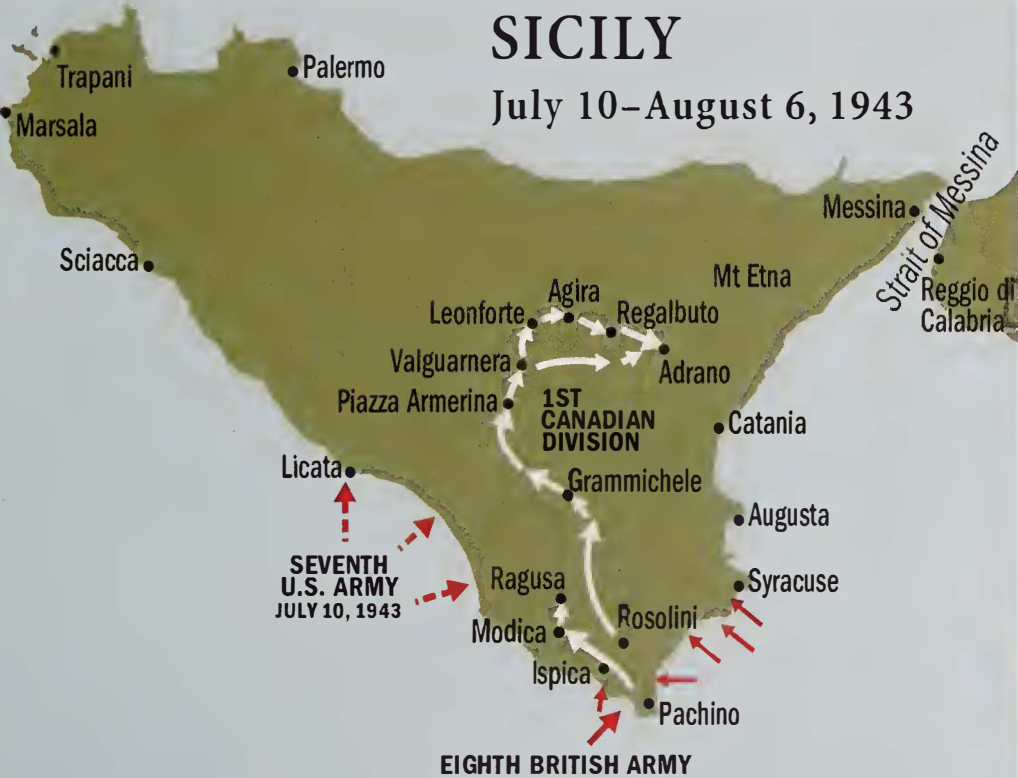 SICILY
July 10–August 6, 1943
Trapani
Palermo
Marsala
Messina
Strait of Messina
Sciacca
Mt Etna
Reggio di
Calabria
Agira
Leonforte
Regalbuto
Valguarnera
Adrano
Piazza Armerina
1ST
CANADIAN
DIVISION
Catania
Licata
Grammichele
Augusta
SEVENTH
U.S. ARMY
JULY 10, 1943
Ragusa
Syracuse
Rosolini
Modica
Ispica
Pachino
EIGHTH BRITISH ARMY